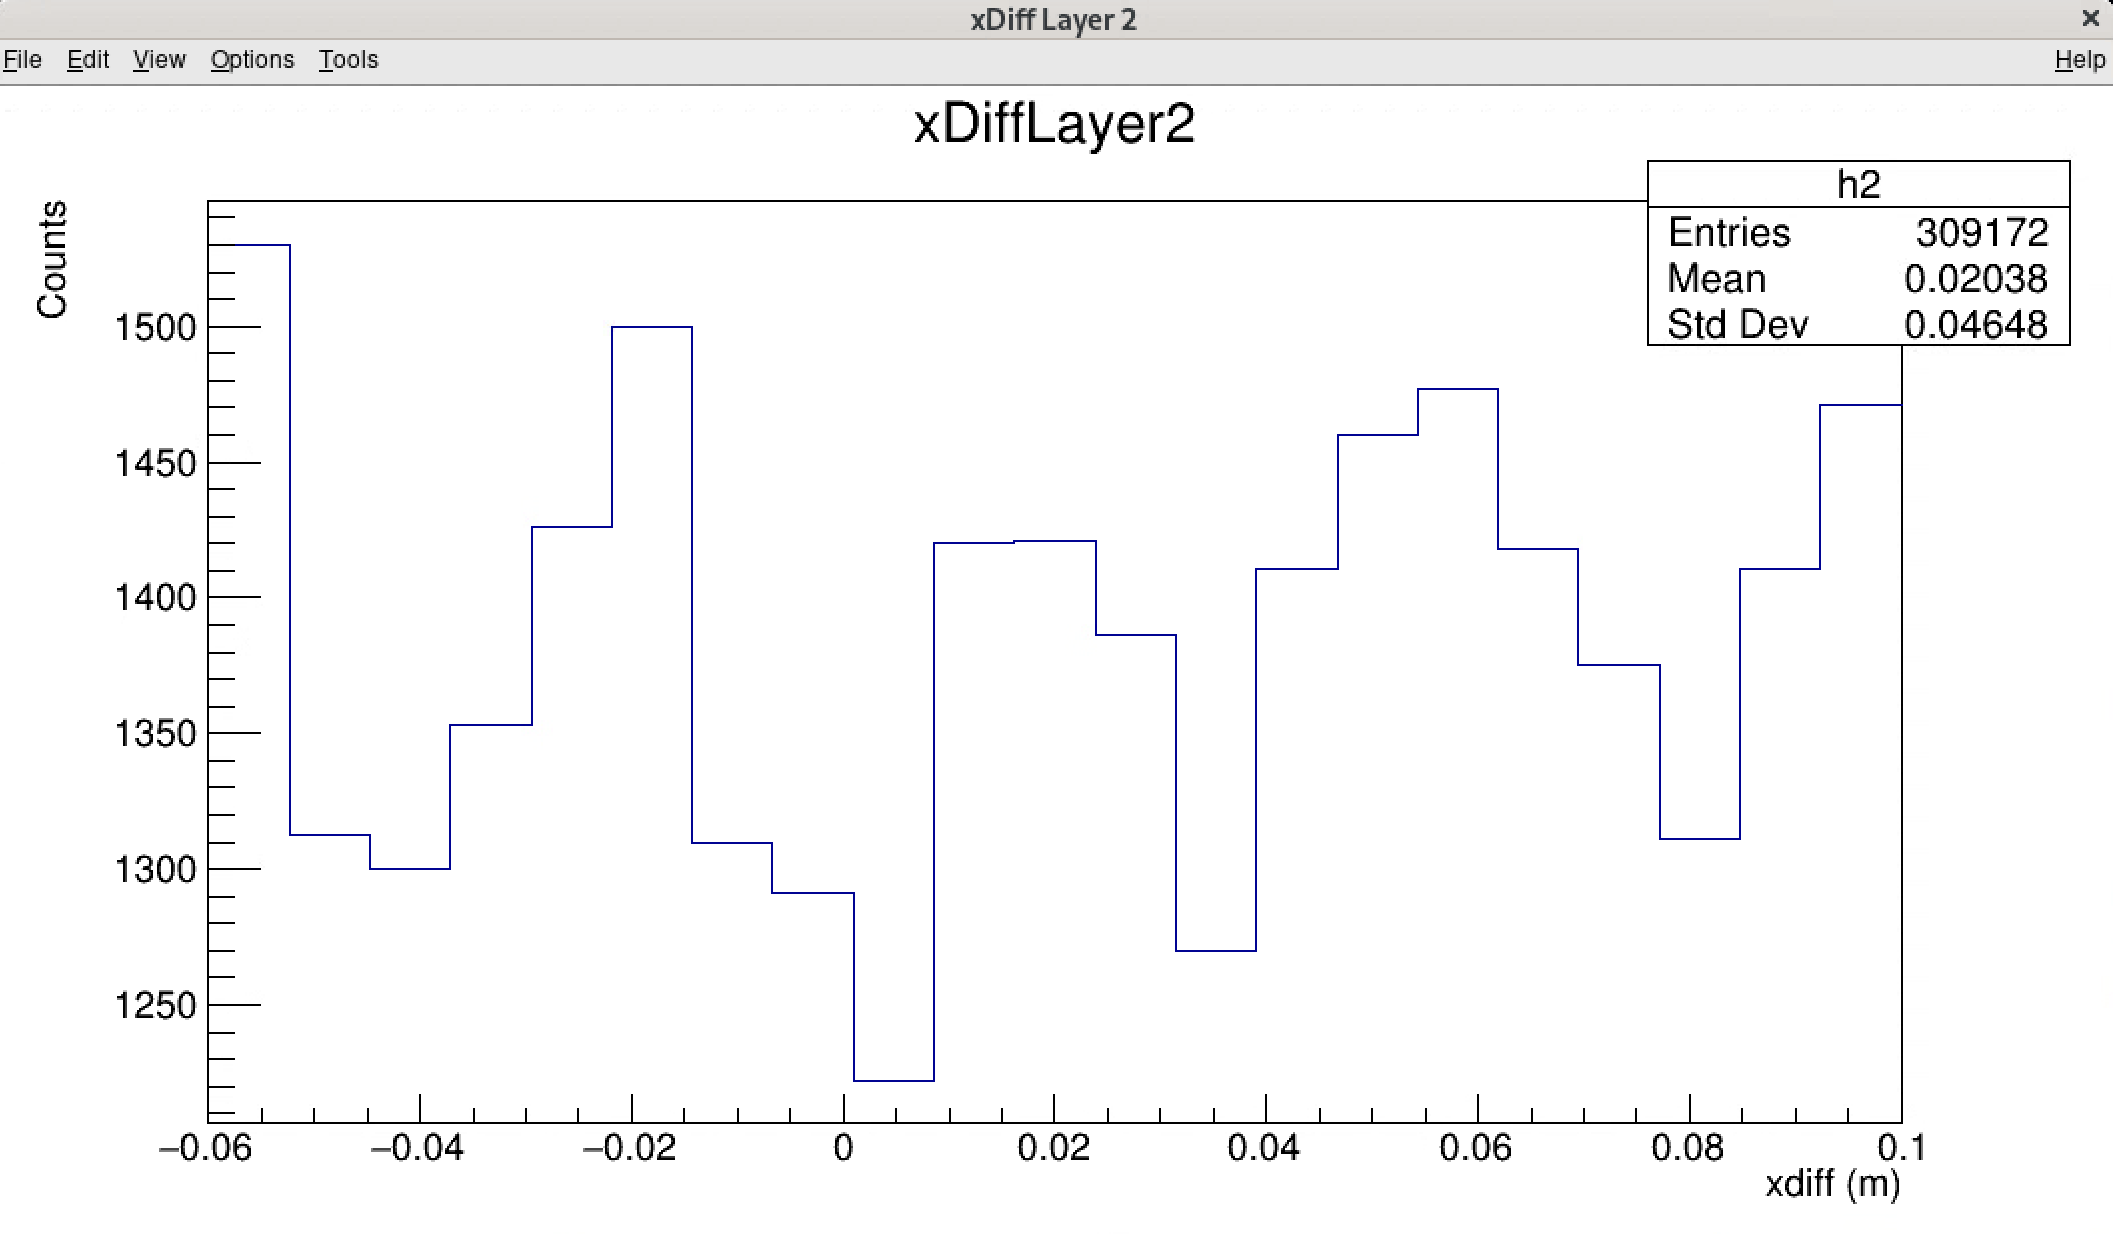 xDiff Layer 2
File Edit View Options Tools Help
xDiffLayer2
h2
Entries 309172
Mean 0.02038
Std Dev 0.04648
Counts
1500
1450
1400
1350
1300
1250
−0.06 −0.04 −0.02 0 0.02 0.04 0.06 0.08 0.1
xdiff (m)